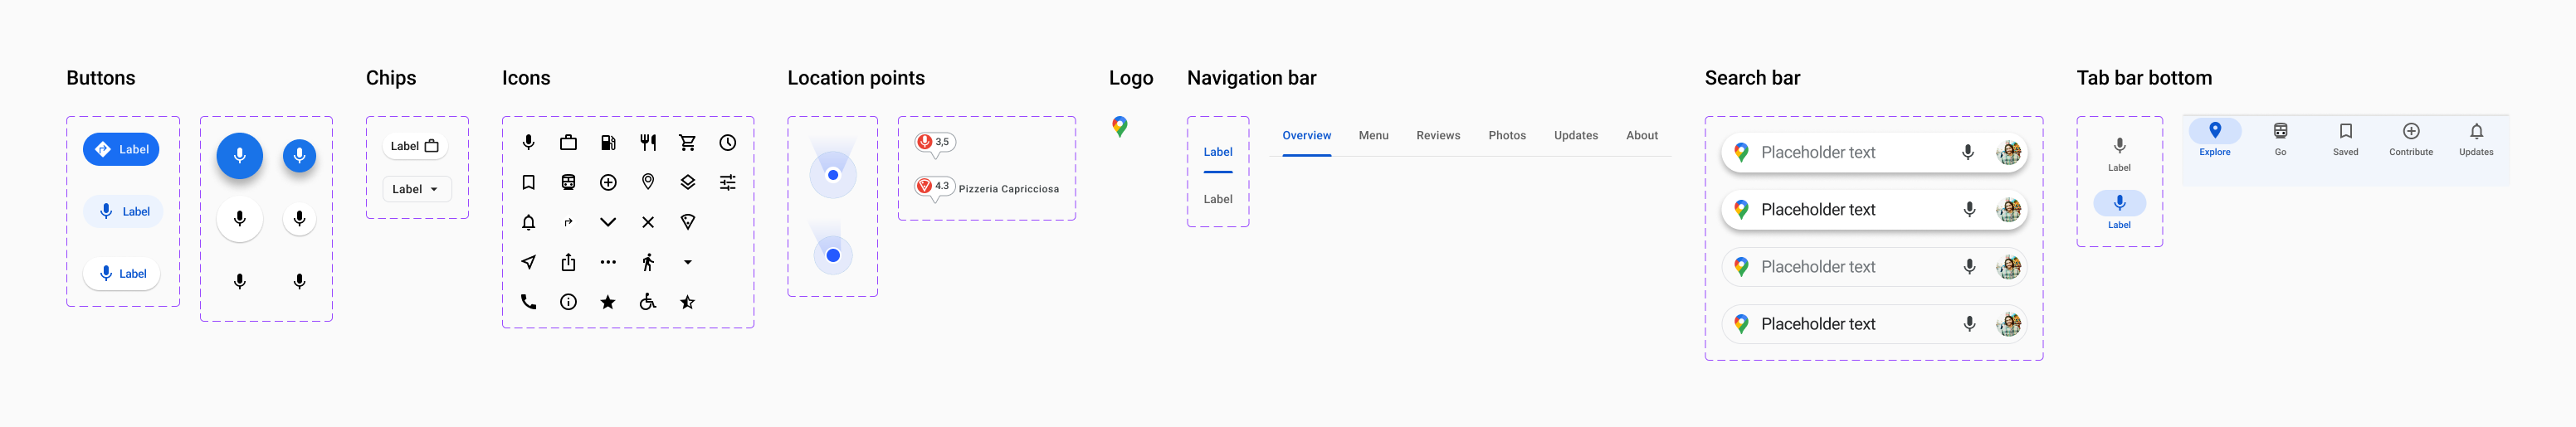 Buttons
Label
Label
Label
Chips
Label
Label
Icons
Location points
3,5
4.3 Pizzeria Capricciosa
Logo
Navigation bar
Label
Label
Overview Menu Reviews Photos Updates About
Search bar
Placeholder text
Placeholder text
Placeholder text
Placeholder text
Tab bar bottom
Label
Label
Explore Go Saved Contribute Updates